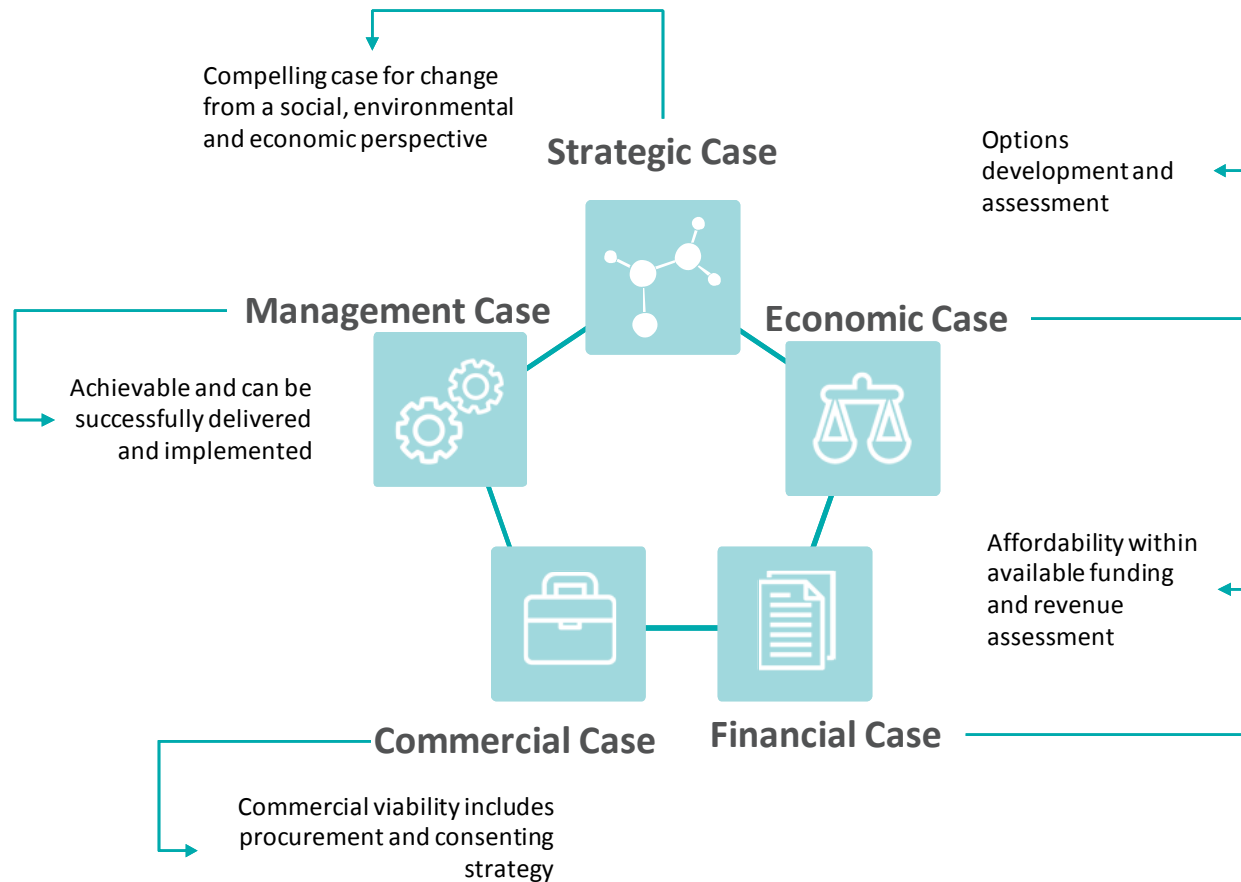 Compelling case for change
from a social, environmental
and economic perspective
Strategic Case
Options
development and
assessment
Management Case
Economic Case
Achievable and can be
successfully delivered
and implemented
Affordability within
available funding
and revenue
assessment
Commercial Case
Financial Case
Commercial viability includes
procurement and consenting
strategy